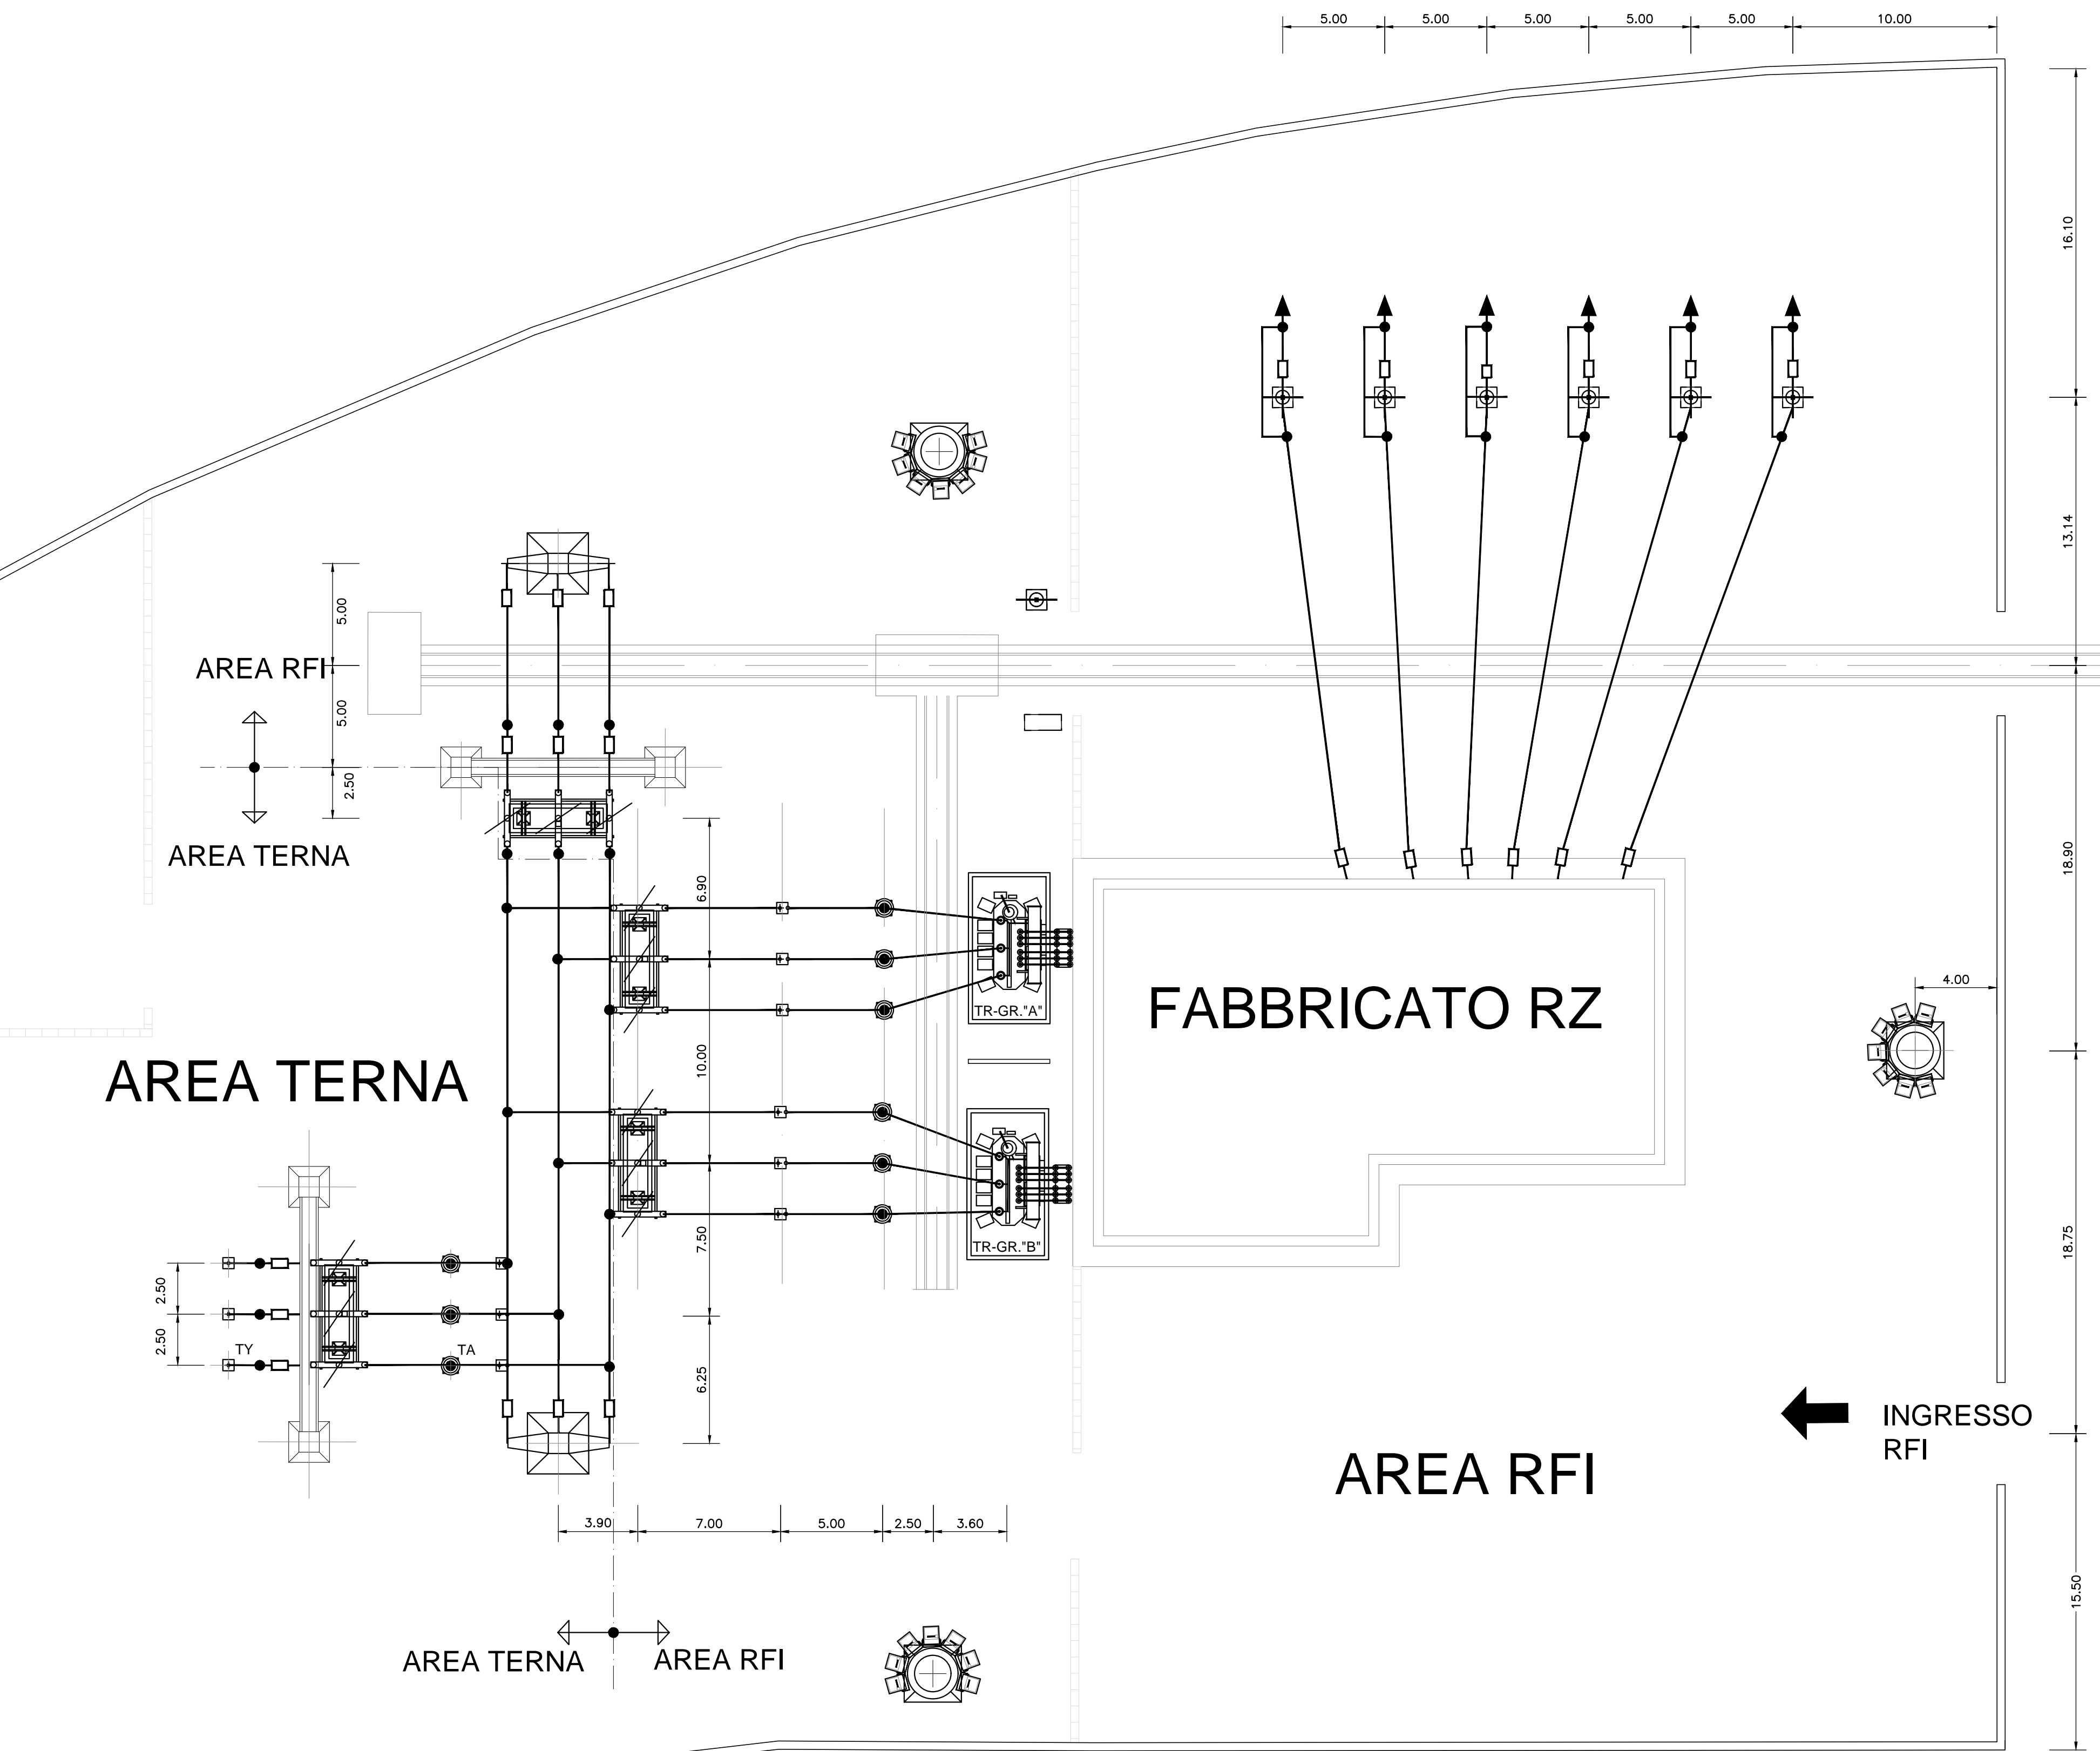 5.00 5.00 5.00 5.00 5.00 10.00
16.10
13.14
5.00
AREA RFI
5.00
2.50
AREA TERNA
18.90
6.90
4.00
FABBRICATO RZ
TR-GR."A"
10.00
AREA TERNA
18.75
7.50
TR-GR."B"
2.50
2.50
TY TA
6.25
INGRESSO
RFI
AREA RFI
3.90 7.00 5.00 2.50 3.60
15.50
AREA TERNA AREA RFI